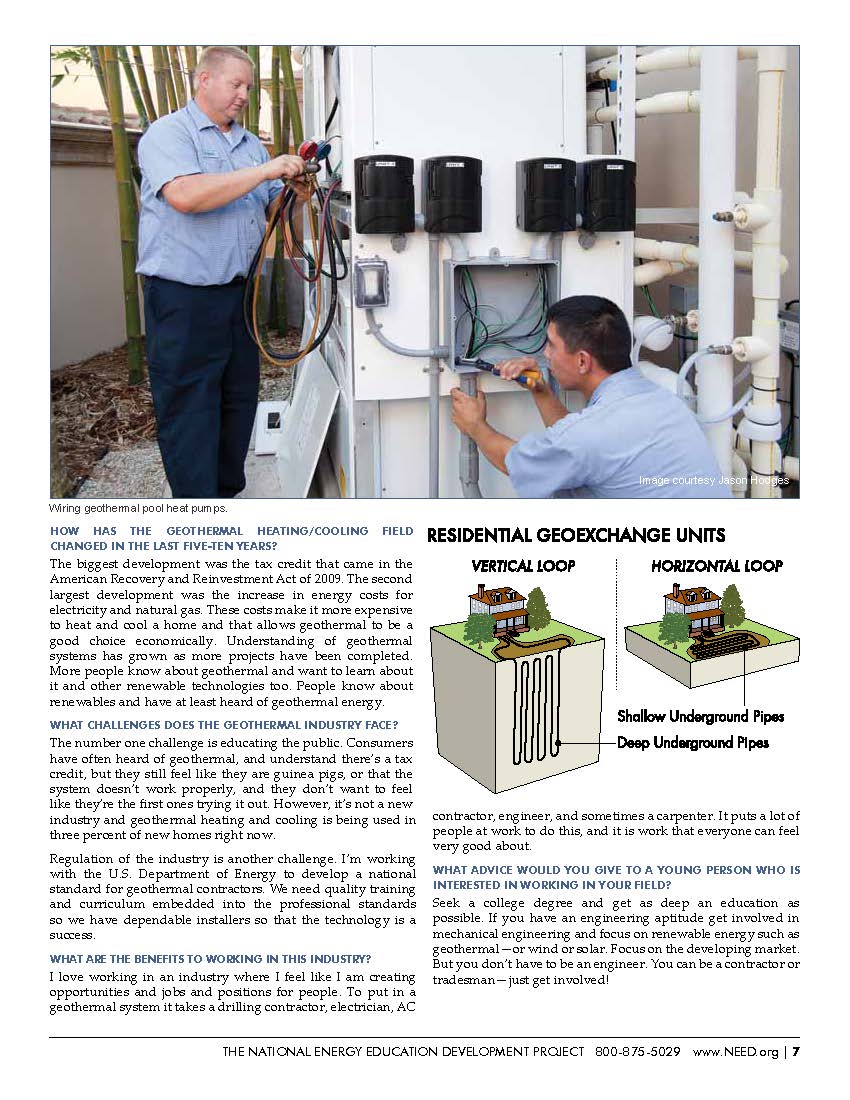 Image courtesy Jason Hodges
Wiring geothermal pool heat pumps.
HOW HAS THE GEOTHERMAL HEATING/COOLING FIELD
CHANGED IN THE LAST FIVE-TEN YEARS?
The biggest development was the tax credit that came in the
American Recovery and Reinvestment Act of 2009. The second
largest development was the increase in energy costs for
electricity and natural gas. These costs make it more expensive
to heat and cool a home and that allows geothermal to be a
good choice economically. Understanding of geothermal
systems has grown as more projects have been completed.
More people know about geothermal and want to learn about
it and other renewable technologies too. People know about
renewables and have at least heard of geothermal energy.
WHAT CHALLENGES DOES THE GEOTHERMAL INDUSTRY FACE?
The number one challenge is educating the public. Consumers
have often heard of geothermal, and understand there's a tax
credit, but they still feel like they are guinea pigs, or that the
system doesn't work properly, and they don't want to feel
like they're the first ones trying it out. However, it's not a new
industry and geothermal heating and cooling is being used in
three percent of new homes right now.
Regulation of the industry is another challenge. I'm working
with the U.S. Department of Energy to develop a national
standard for geothermal contractors. We need quality training
and curriculum embedded into the professional standards
so we have dependable installers so that the technology is a
success.
WHAT ARE THE BENEFITS TO WORKING IN THIS INDUSTRY?
I love working in an industry where I feel like I am creating
opportunities and jobs and positions for people. To put in a
geothermal system it takes a drilling contractor, electrician, AC
RESIDENTIAL GEOEXCHANGE UNITS
VERTICAL LOOP
HORIZONTAL LOOP
Shallow Underground Pipes
Deep Underground Pipes
contractor, engineer, and sometimes a carpenter. It puts a lot of
people at work to do this, and it is work that everyone can feel
very good about.
WHAT ADVICE WOULD YOU GIVE TO A YOUNG PERSON WHO IS
INTERESTED IN WORKING IN YOUR FIELD?
Seek a college degree and get as deep an education as
possible. If you have an engineering aptitude get involved in
mechanical engineering and focus on renewable energy such as
geothermal—or wind or solar. Focus on the developing market.
But you don't have to be an engineer. You can be a contractor or
tradesman—just get involved!
THE NATIONAL ENERGY EDUCATION DEVELOPMENT PROJECT 800-875-5029 www.NEED.org | 7